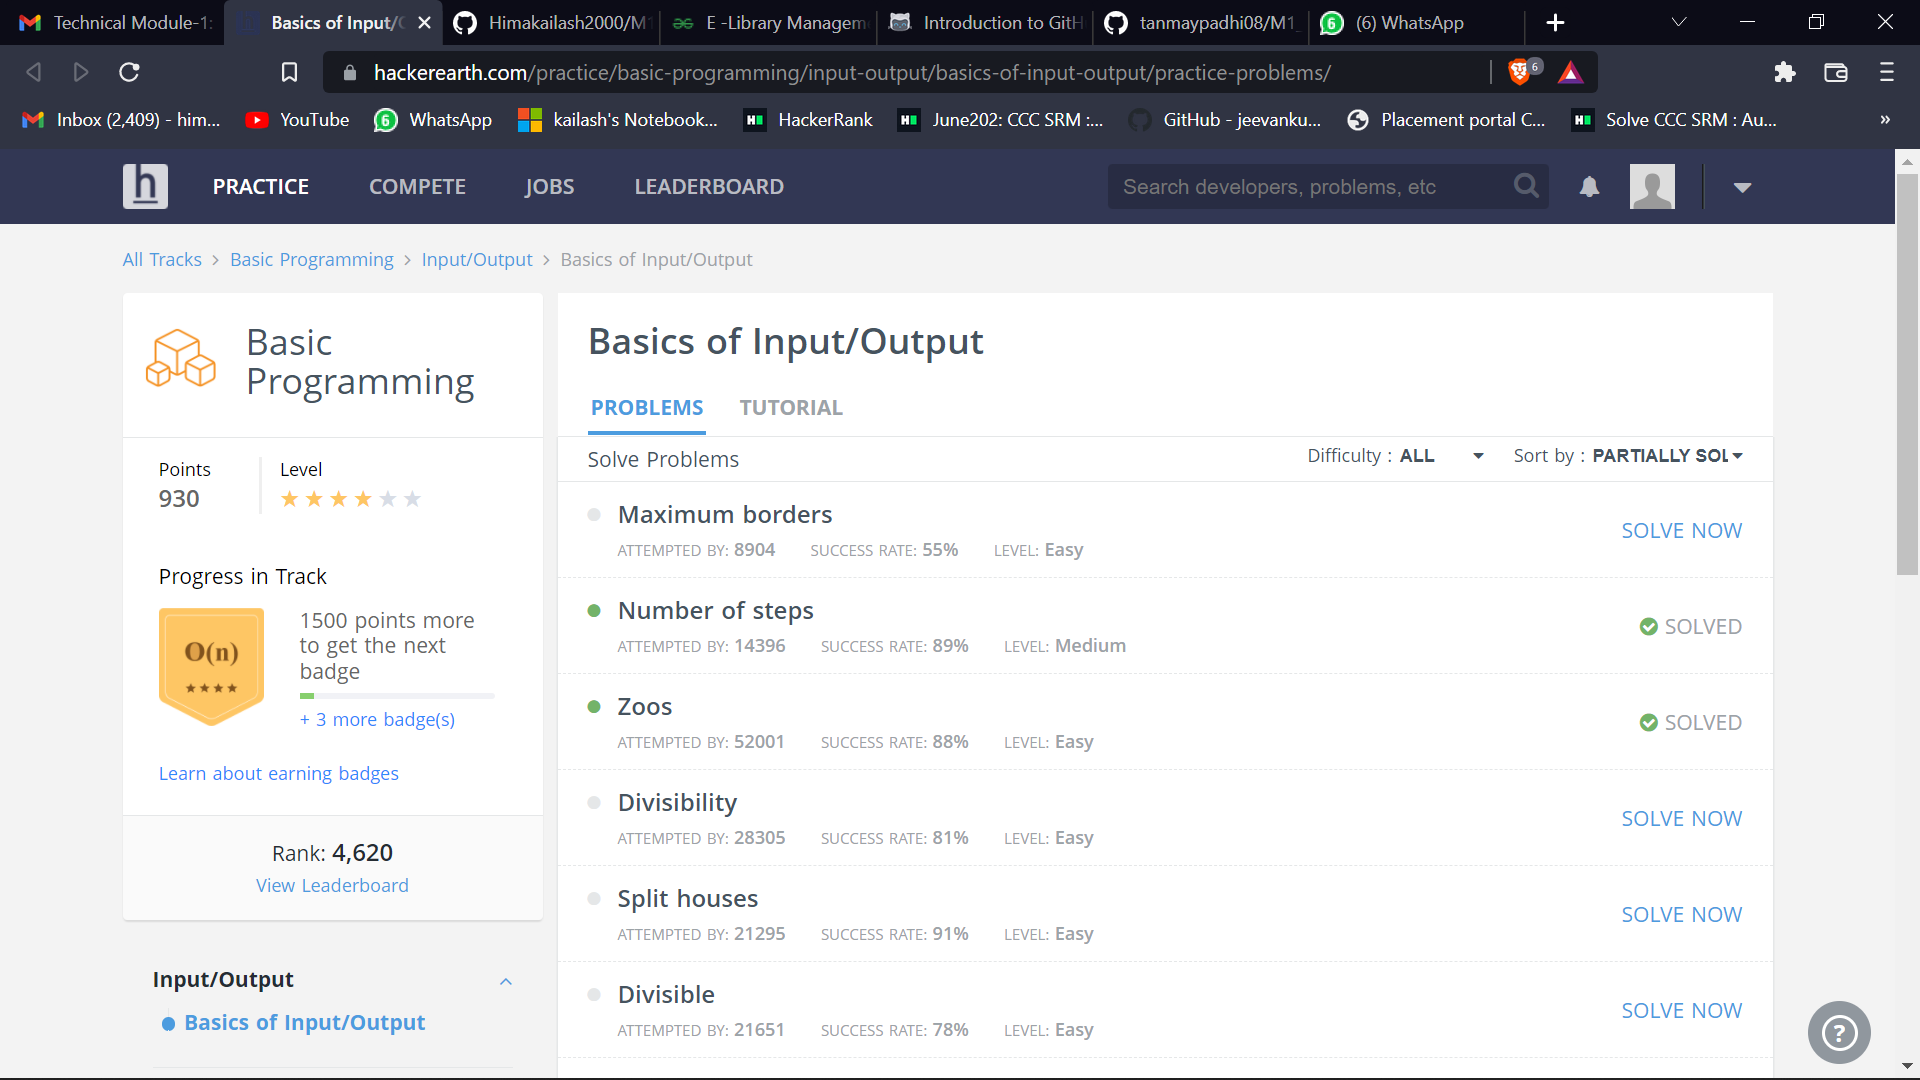 Technical Module-1:
Basics of Input/O
Himakailash2000/M1
E -Library Managem
Introduction to GitH
tanmaypadhi08/M1_
6
(6) WhatsApp
hackerearth.com/practice/basic-programming/input-output/basics-of-input-output/practice-problems/
6
Inbox (2,409) - him...
YouTube
6
WhatsApp
kailash's Notebook...
HackerRank
June202: CCC SRM :...
GitHub - jeevanku...
Placement portal C...
Solve CCC SRM : Au...
»
h
PRACTICE
COMPETE
JOBS
LEADERBOARD
Search developers, problems, etc
All Tracks > Basic Programming > Input/Output > Basics of Input/Output
Basic
Programming
Points
930
Level
Progress in Track
O(n)
1500 points more
to get the next
badge
+ 3 more badge(s)
Learn about earning badges
Rank: 4,620
View Leaderboard
Input/Output
Basics of Input/Output
Basics of Input/Output
PROBLEMS
TUTORIAL
Solve Problems
Difficulty : ALL
Sort by : PARTIALLY SOL
Maximum borders
ATTEMPTED BY: 8904 SUCCESS RATE: 55% LEVEL: Easy
SOLVE NOW
Number of steps
ATTEMPTED BY: 14396 SUCCESS RATE: 89% LEVEL: Medium
SOLVED
Zoos
ATTEMPTED BY: 52001 SUCCESS RATE: 88% LEVEL: Easy
SOLVED
Divisibility
ATTEMPTED BY: 28305 SUCCESS RATE: 81% LEVEL: Easy
SOLVE NOW
Split houses
ATTEMPTED BY: 21295 SUCCESS RATE: 91% LEVEL: Easy
SOLVE NOW
Divisible
ATTEMPTED BY: 21651 SUCCESS RATE: 78% LEVEL: Easy
SOLVE NOW
?